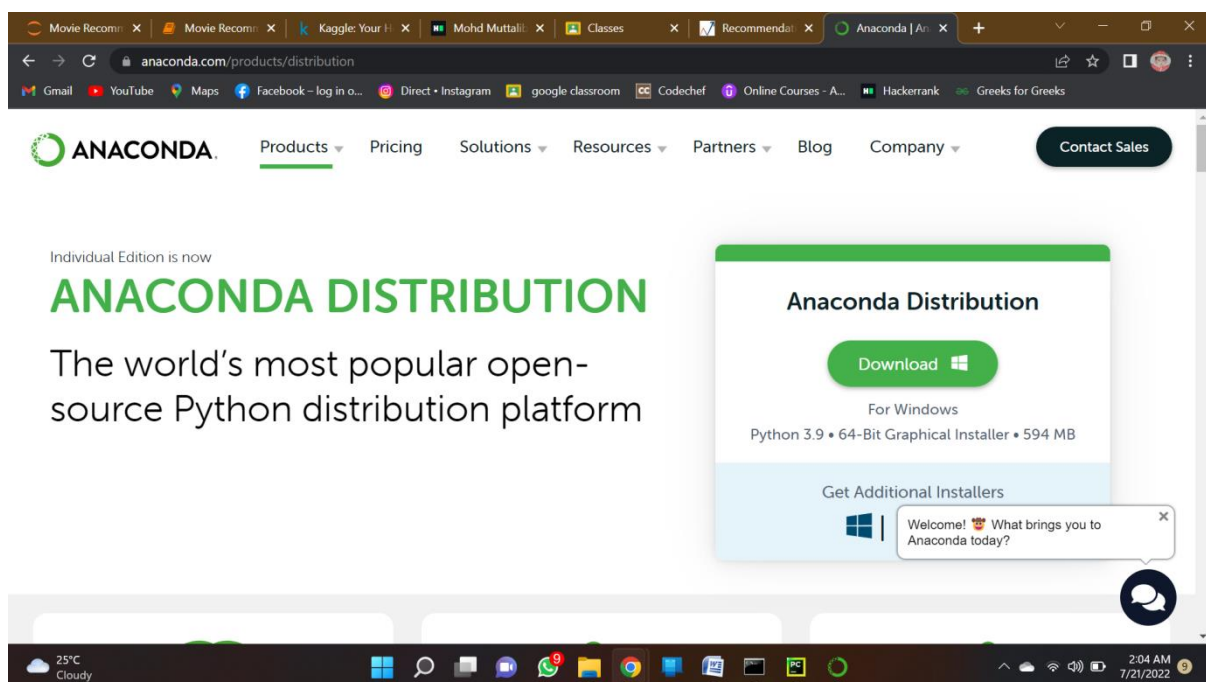 Movie Recomm
Movie Recomm
Kaggle: Your H
Mohd Muttalib
Classes
Recommendati
Anaconda | An
anaconda.com/products/distribution
Gmail
YouTube
Maps
Facebook – log in o...
Direct • Instagram
google classroom
CC
Codechef
Online Courses - A...
Hackerrank
Greeks for Greeks
ANACONDA.
Products
Pricing
Solutions
Resources
Partners
Blog
Company
Contact Sales
Individual Edition is now
ANACONDA DISTRIBUTION
The world's most popular open-
source Python distribution platform
Anaconda Distribution
Download
For Windows
Python 3.9 • 64-Bit Graphical Installer • 594 MB
Get Additional Installers
Welcome! What brings you to
Anaconda today?
25°C
Cloudy
9
PC
2:04 AM
7/21/2022
9